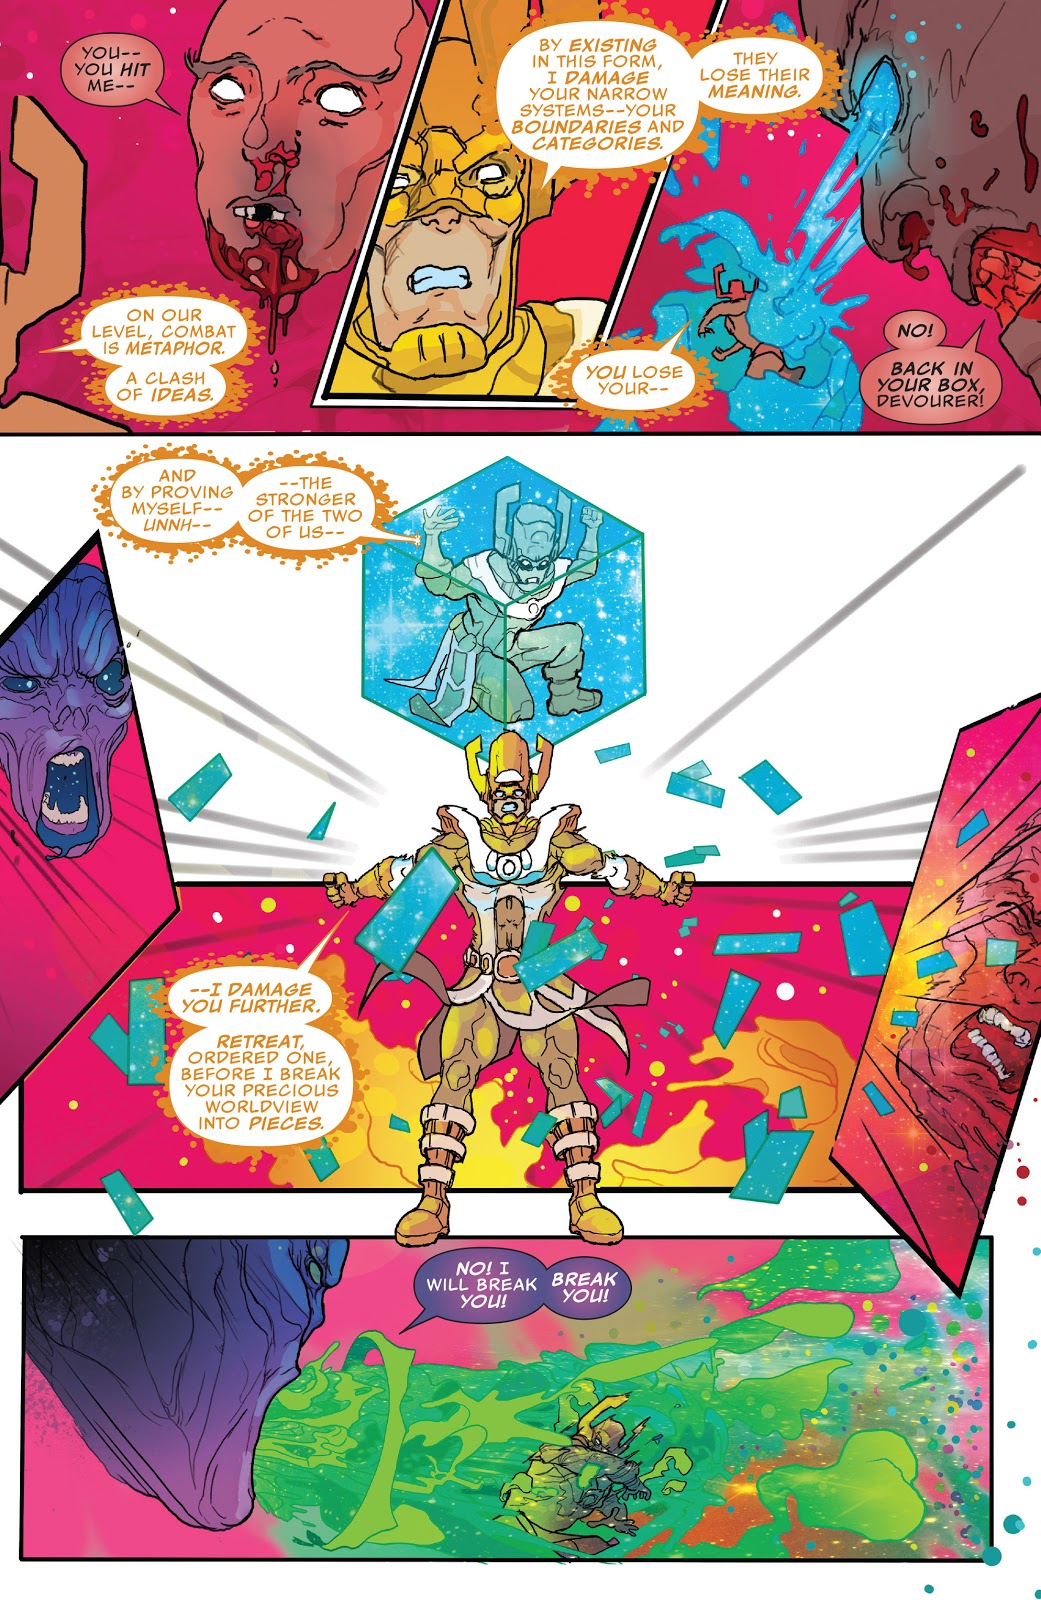 YOU--
YOU HIT
ME--
ON OUR
LEVEL, COMBAT
IS METAPHOR.
A CLASH
OF IDEAS.
BY EXISTING
IN THIS FORM,
I DAMAGE
YOUR NARROW
SYSTEMS--YOUR
BOUNDARIES AND
CATEGORIES.
THEY
LOSE THEIR
MEANING.
YOU LOSE
YOUR--
NO!
BACK IN
YOUR BOX,
DEVOURER!
AND
BY PROVING
MYSELF--
UNNH--
--THE
STRONGER
OF THE TWO
OF US--
--I DAMAGE
YOU FURTHER.
RETREAT,
ORDERED ONE,
BEFORE I BREAK
YOUR PRECIOUS
WORLDVIEW
INTO PIECES.
NO! I
WILL BREAK
YOU!
BREAK
YOU!